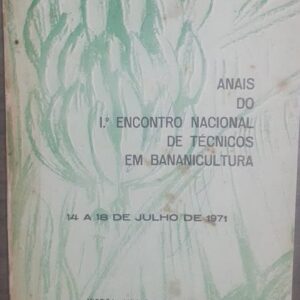 ANAIS
DO
I.º ENCONTRO NACIONAL
DE TÉCNICOS
EM BANANICULTURA
14 A 18 DE JULHO DE 1971